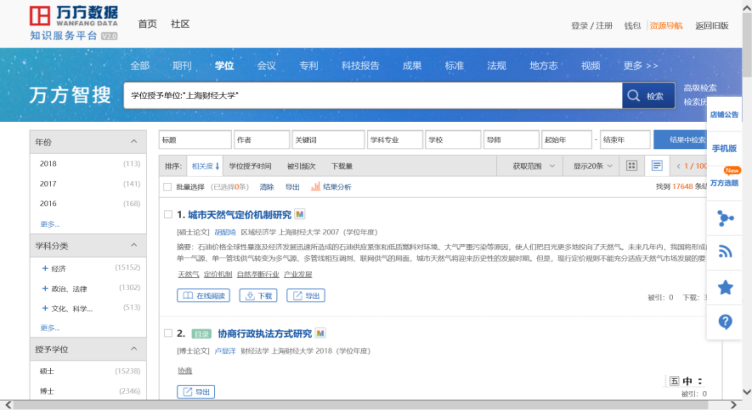 万方数据
WANFANG DATA
知识服务平台 V2.0
首页 社区
登录 / 注册 钱包 资源导航 返回旧版
全部 期刊 学位 会议 专利 科技报告 成果 标准 法规 地方志 视频 更多 >>
万方智搜
学位授予单位:"上海财经大学"
检索
高级检索
检索历
店铺公告
手机版
New
万方选题
年份
2018 (113)
2017 (141)
2016 (168)
更多...
学科分类
+ 经济 (15152)
+ 政治、法律 (1302)
+ 文化、科学... (513)
更多...
授予学位
硕士 (15238)
博士 (2346)
标题 作者 关键词 学科专业 学校 导师 起始年 - 结束年 结果中检索
排序: 相关度 学位授予时间 被引频次 下载量 获取范围 显示20条 < 1 / 100
批量选择 (已选择0条) 清除 导出 结果分析 找到 17648 条结
1. 城市天然气定价机制研究 M
[硕士论文] 区域经济学 上海财经大学 2007(学位年度)
摘要:石油价格全球性暴涨及经济发展迅速所造成的石油供应紧张和低质燃料对环境、大气严重污染等原因,使人们把目光更多地投向了天然气。未来几年内,我国将形成
单一气源、单一管线供气转变为多气源、多管线相互调剂、联网供气的局面,城市天然气将迎来历史性的发展时期。但是,现行定价规则不能充分适应天然气市场发展的要
天然气 定价机制 自然垄断行业 产业发展
在线阅读 下载 导出
被引: 0 下载:
2. 目录 协商行政执法方式研究 M
[博士论文] 卢显洋 财经法学 上海财经大学 2018(学位年度)
协商
导出
五 中 :
被引: 0